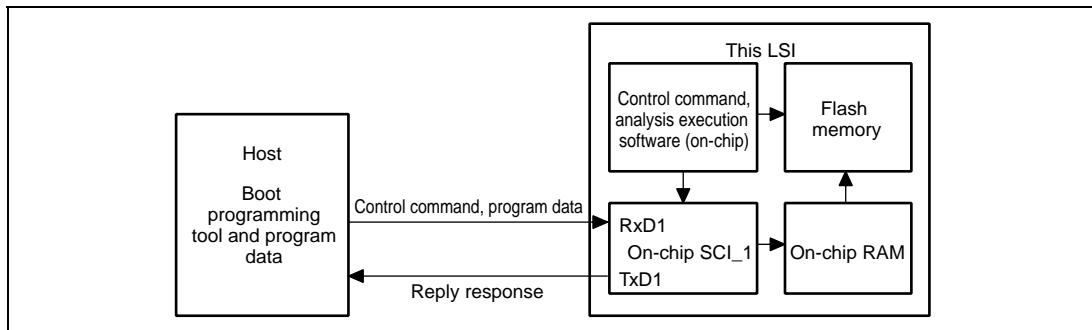 This LSI
Host
Boot
programming
tool and program
data
Control command, program data
Reply response
Control command,
analysis execution
software (on-chip)
Flash
memory
RxD1
On-chip SCI_1
TxD1
On-chip RAM